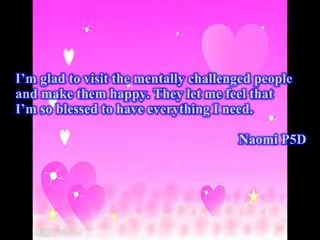 I'm glad to visit the mentally challenged people
and make them happy. They let me feel that
I'm so blessed to have everything I need.
Naomi P5D